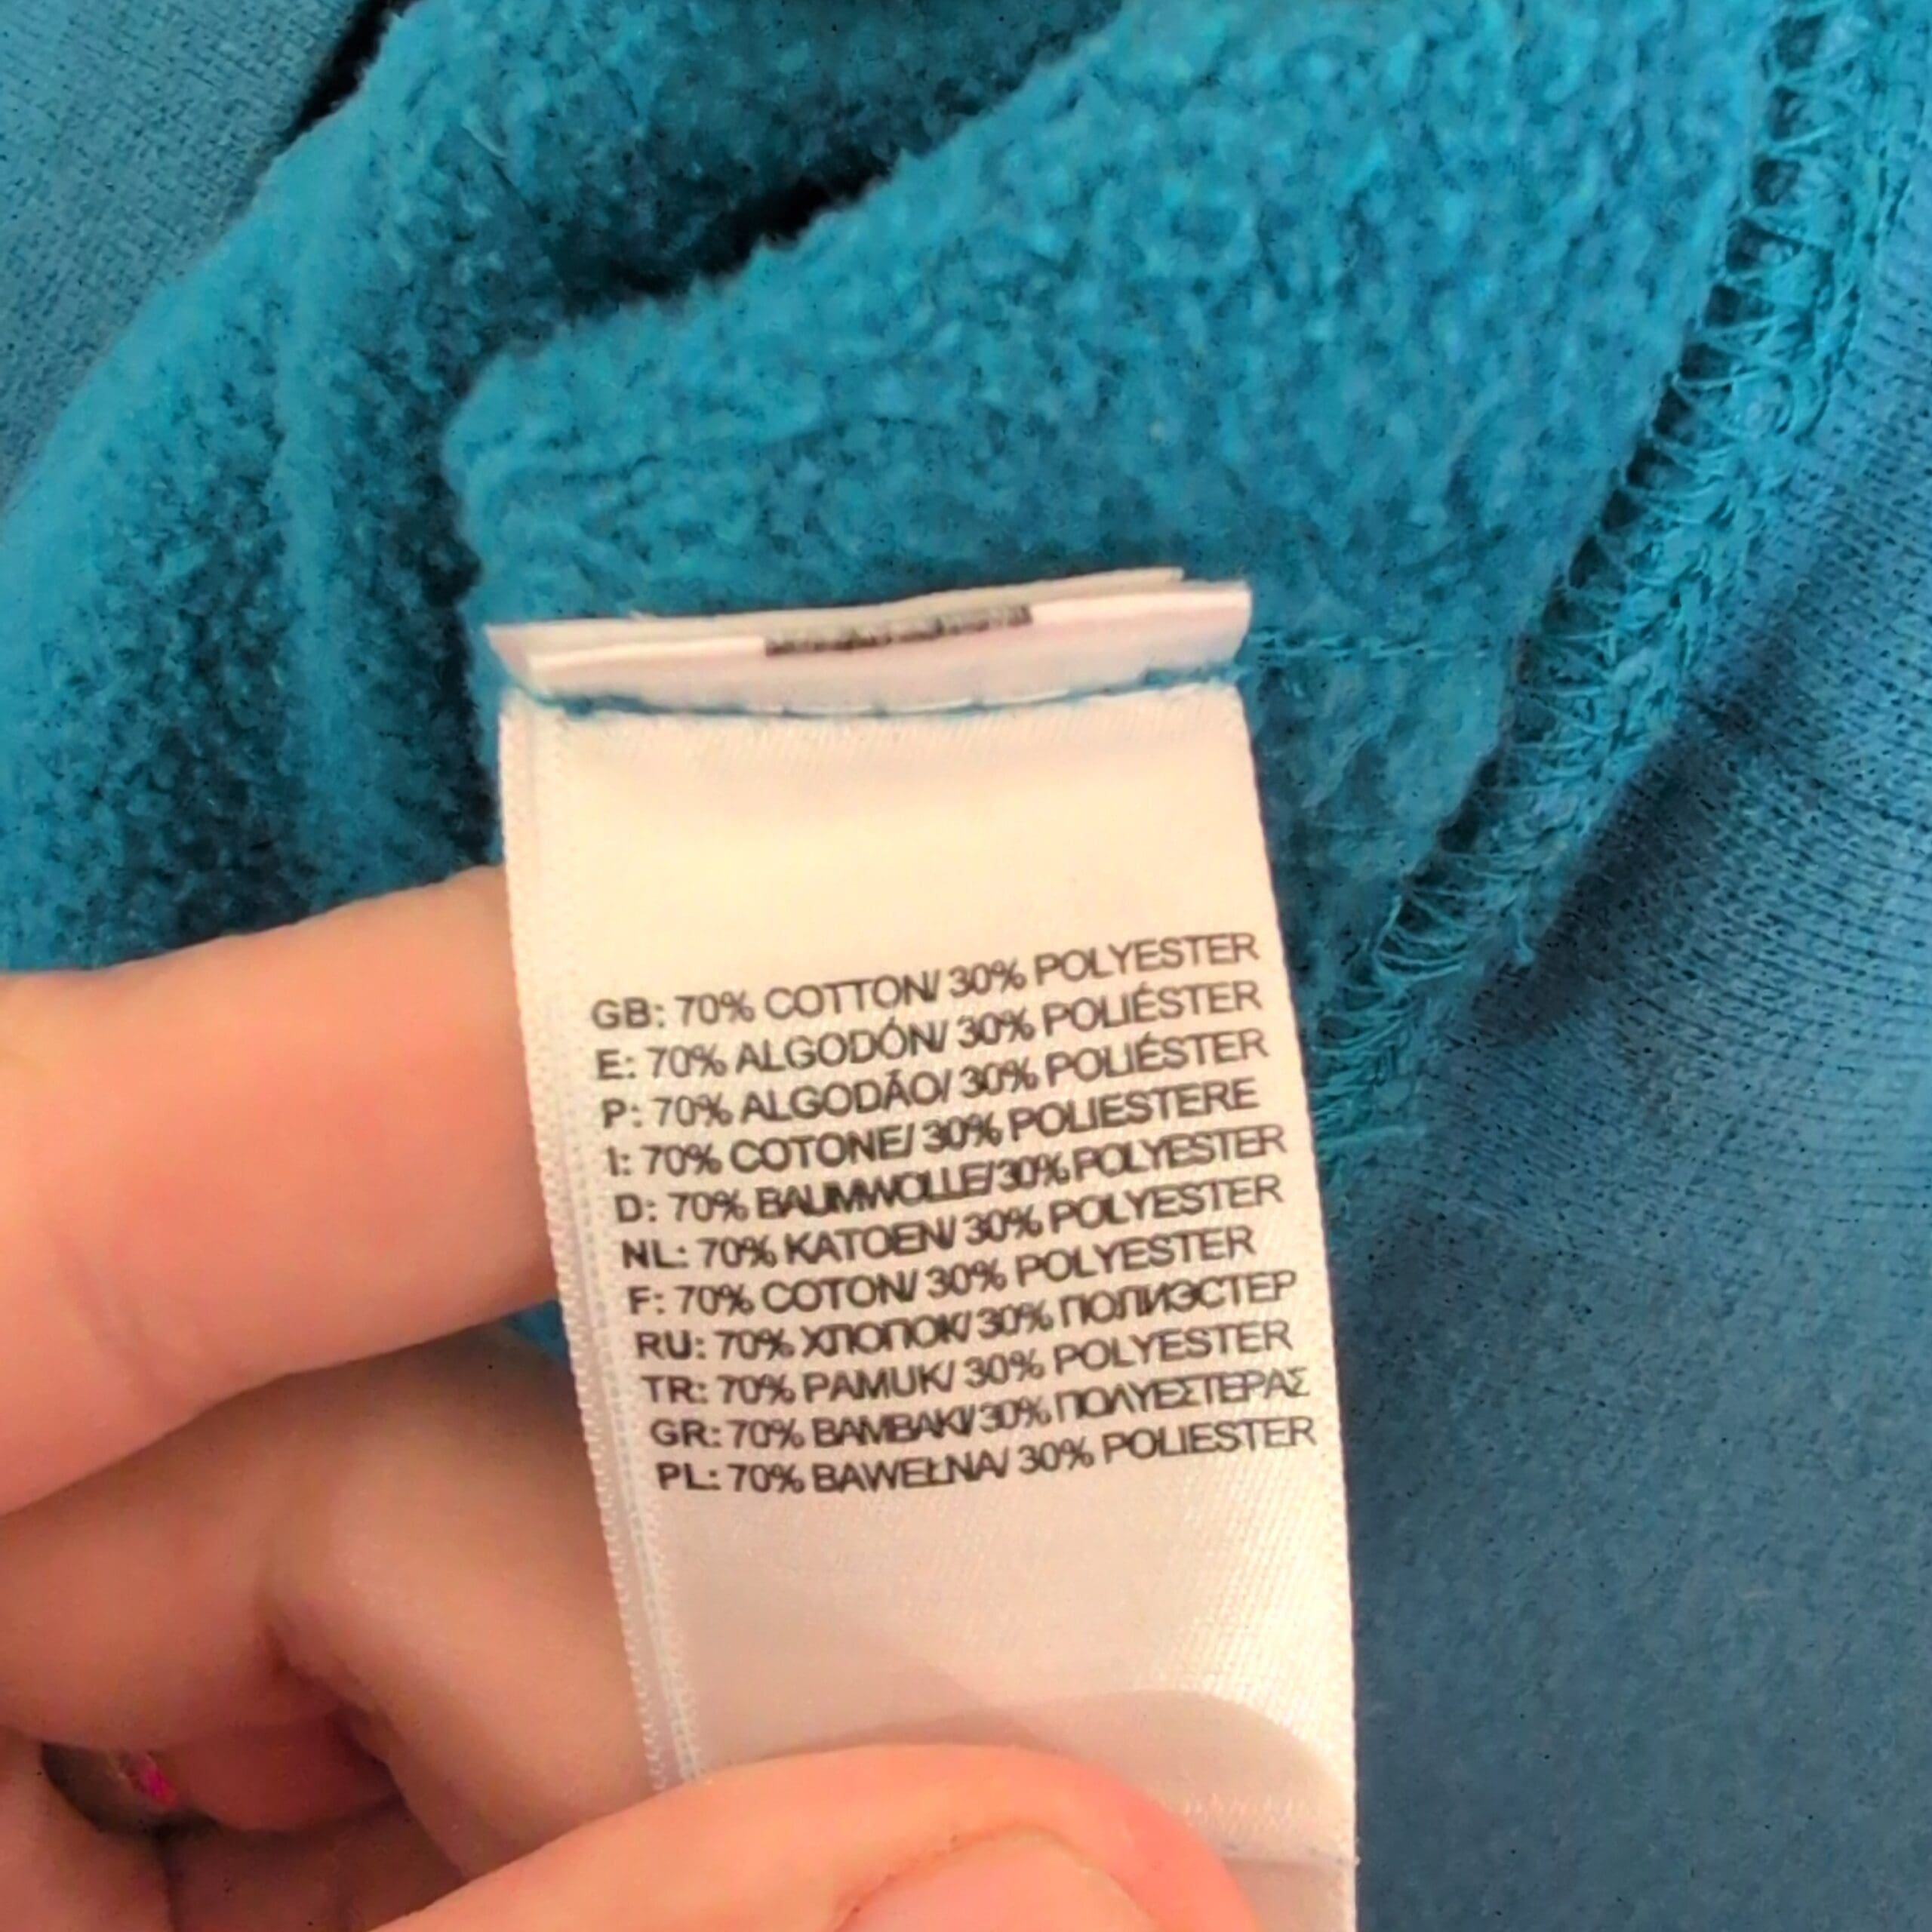 GB: 70% COTTON/ 30% POLYESTER
E: 70% ALGODÓN/ 30% POLIÉSTER
P: 70% ALGODÃO/ 30% POLIÉSTER
I: 70% COTONE/ 30% POLIESTERE
D: 70% BAUMWOLLE/30% POLYESTER
NL: 70% KATOEN/ 30% POLYESTER
F: 70% COTON/ 30% POLYESTER
RU: 70% ХПОПОК/ 30% ПОЛИЭСТЕР
TR: 70% PAMUK/ 30% POLYESTER
GR: 70% ΒΑΜΒΑΚΙ/ 30% ΠΟΛΥΕΣΤΕΡΑΣ
PL: 70% BAWEŁNA/ 30% POLIESTER